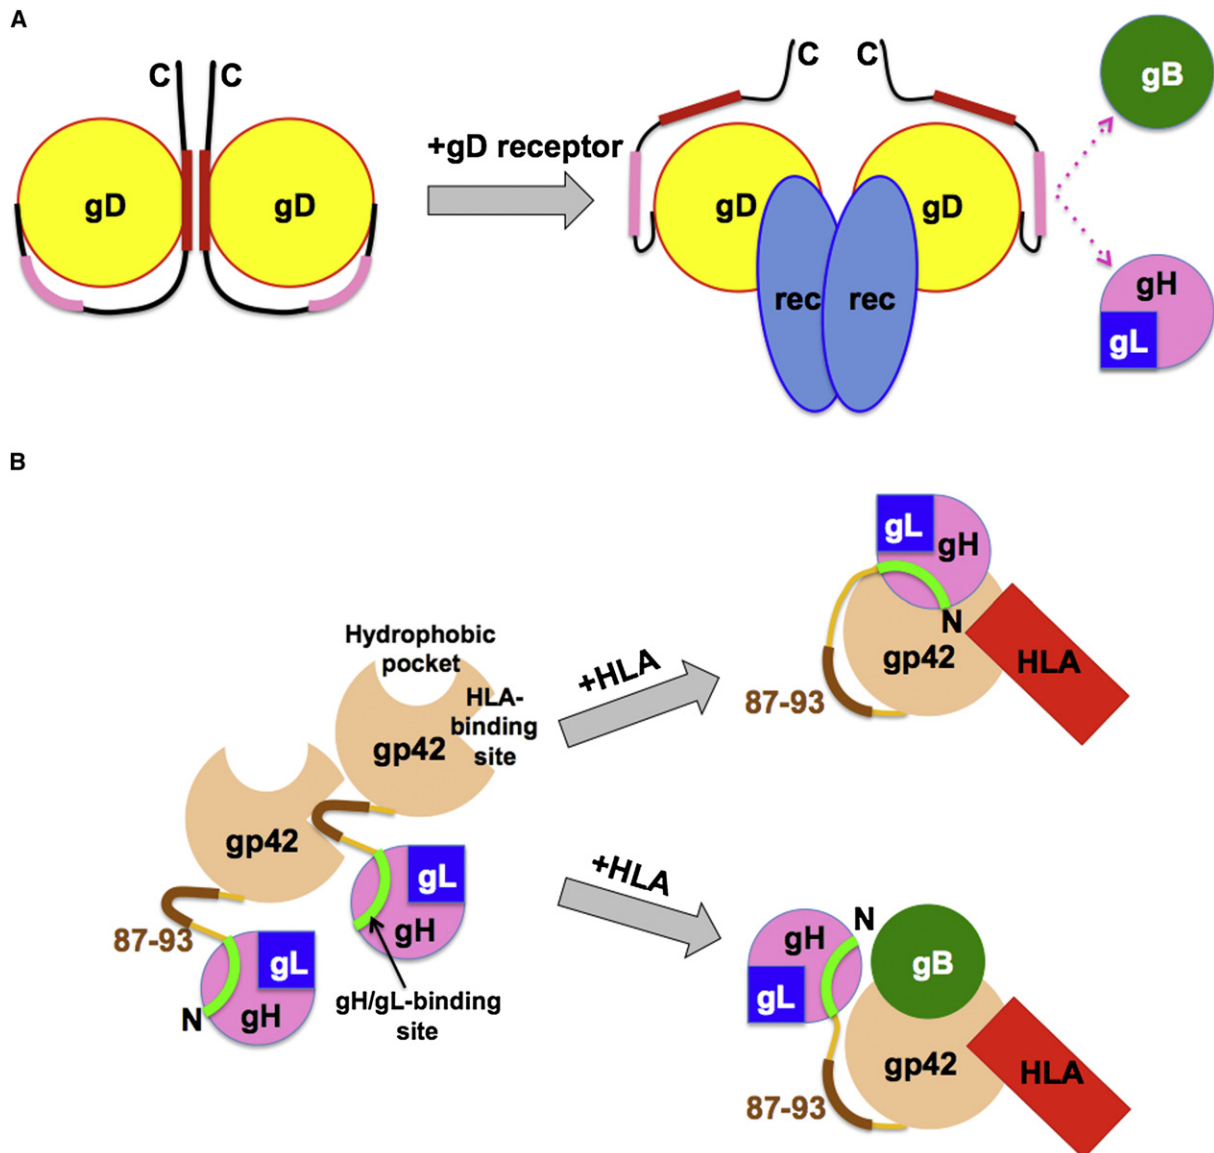 A
C C
gD gD
+gD receptor
C C
gD gD
rec rec
gB
gH
gL
B
Hydrophobic
pocket
HLA-
binding
site
gp42
gp42
87-93
gL
gH
N
gL
gH
gH/gL-binding
site
+HLA
gL
gH
N
gp42
HLA
87-93
+HLA
N
gH
gL
gB
gp42
HLA
87-93